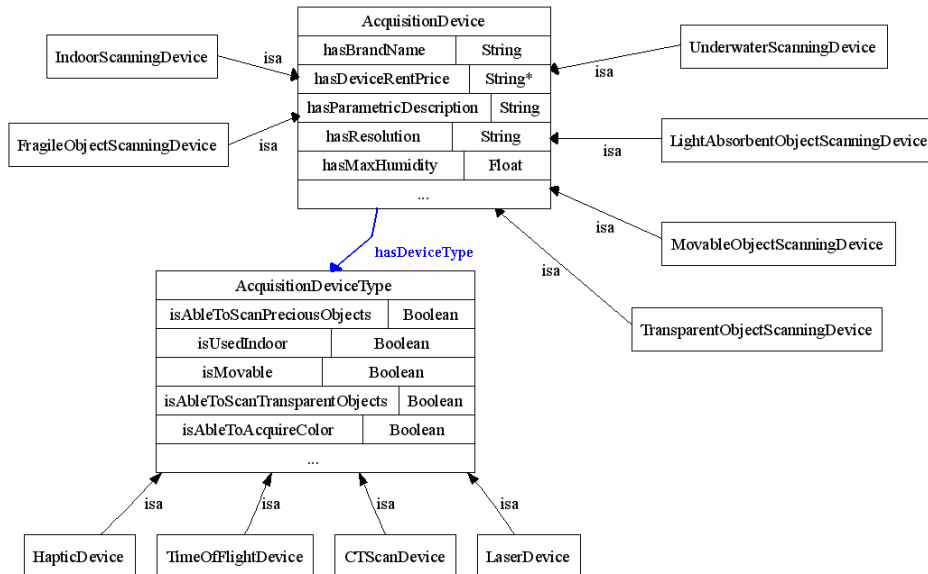 AcquisitionDevice
hasBrandName String
hasDeviceRentPrice String*
hasParametricDescription String
hasResolution String
hasMaxHumidity Float
...
IndoorScanningDevice
isa
FragileObjectScanningDevice
isa
UnderwaterScanningDevice
isa
LightAbsorbentObjectScanningDevice
isa
MovableObjectScanningDevice
isa
TransparentObjectScanningDevice
isa
hasDeviceType
AcquisitionDeviceType
isAbleToScanPreciousObjects Boolean
isUsedIndoor Boolean
isMovable Boolean
isAbleToScanTransparentObjects Boolean
isAbleToAcquireColor Boolean
...
isa isa isa isa
HapticDevice TimeOfFlightDevice CTScanDevice LaserDevice